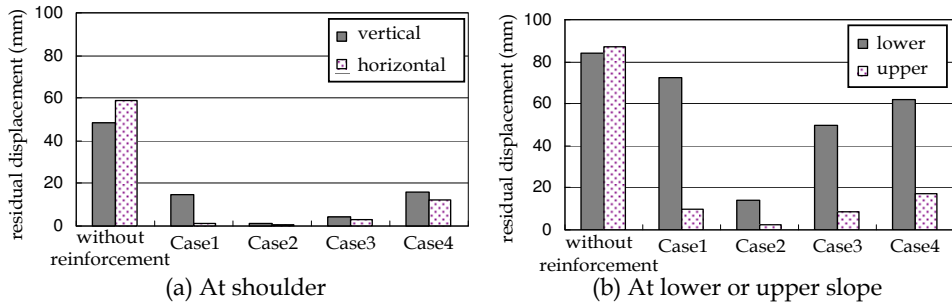 residual displacement (mm)
100
80
60
40
20
0
vertical
horizontal
without
reinforcement
Case1
Case2
Case3
Case4
(a) At shoulder
residual displacement (mm)
100
80
60
40
20
0
lower
upper
without
reinforcement
Case1
Case2
Case3
Case4
(b) At lower or upper slope